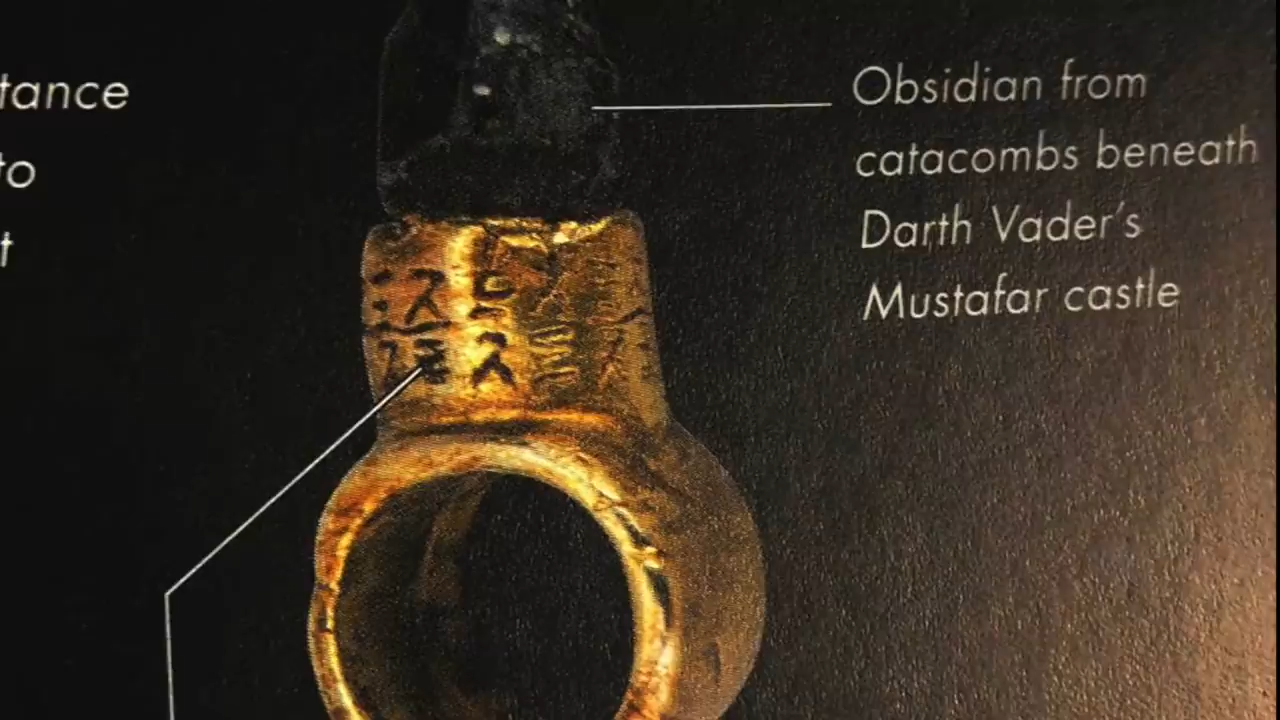 tance
to
t
Obsidian from
catacombs beneath
Darth Vader's
Mustafar castle